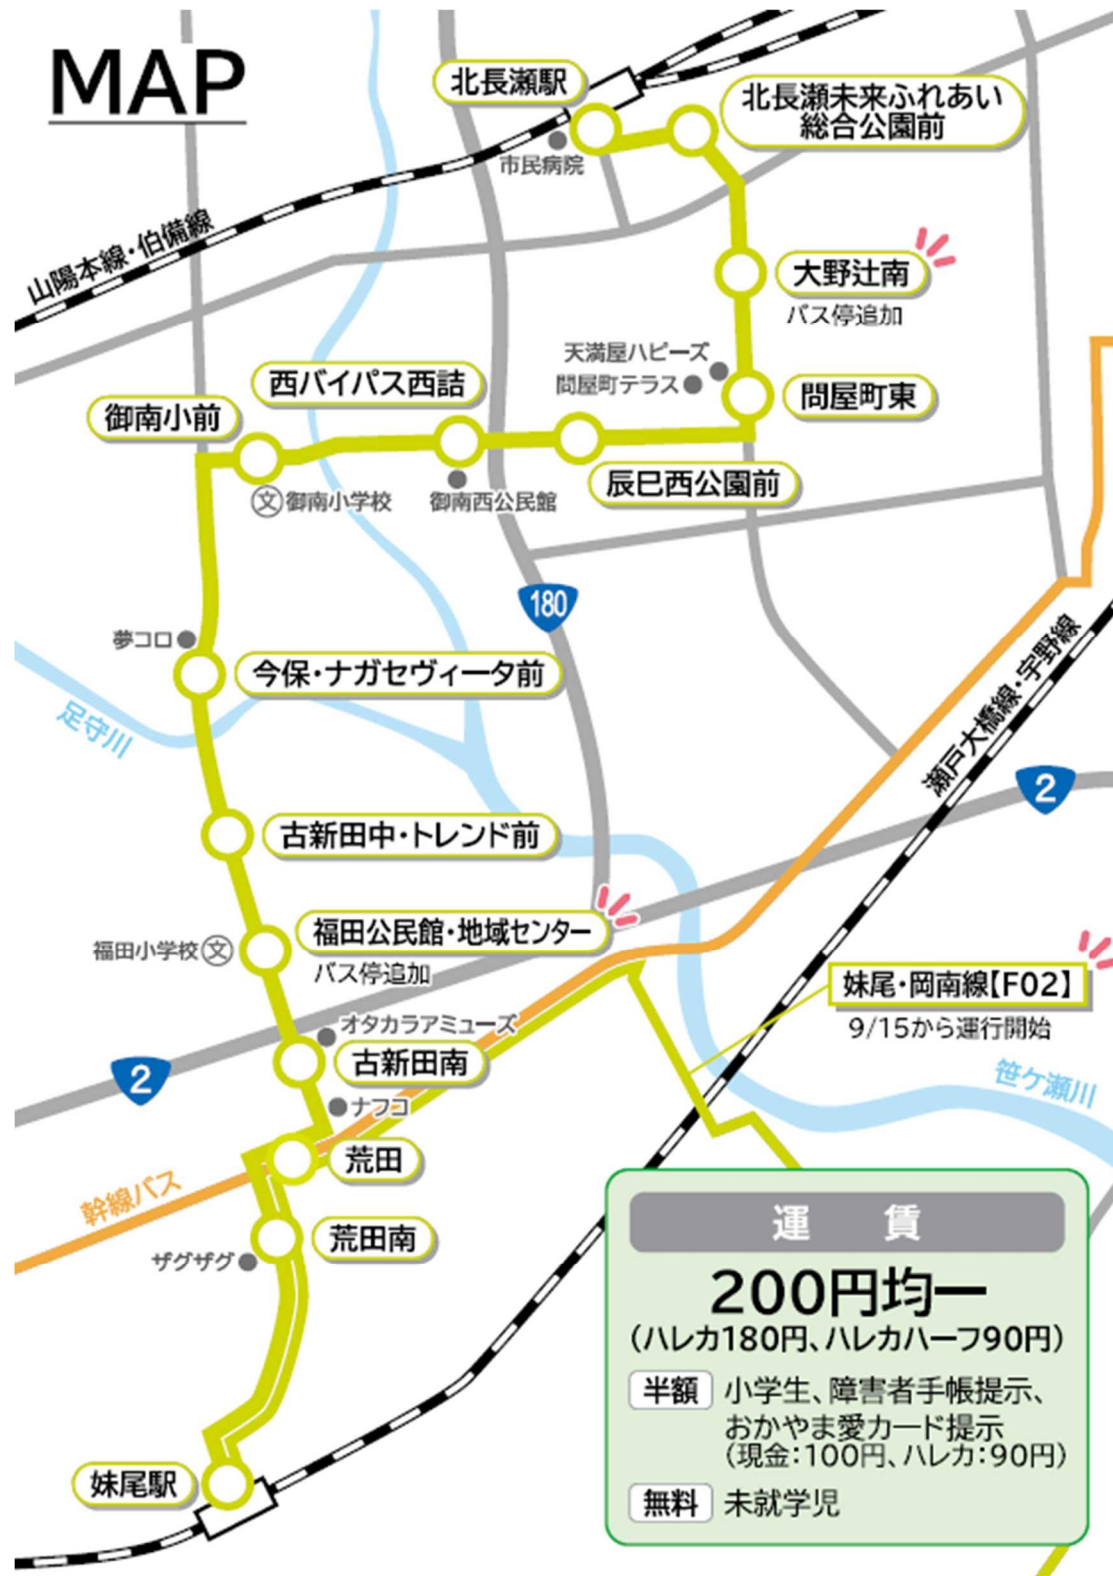 MAP
北長瀬駅
北長瀬未来ふれあい
総合公園前
市民病院
山陽本線・伯備線
大野辻南
バス停追加
天満屋ハピーズ
問屋町テラス
問屋町東
西バイパス西詰
御南小前
辰巳西公園前
文 御南小学校
御南西公民館
180
夢コロ
今保・ナガセヴィータ前
足守川
瀬戸大橋線・宇野線
2
古新田中・トレンド前
福田公民館・地域センター
バス停追加
福田小学校 文
妹尾・岡南線【F02】
9/15から運行開始
オタカラアミューズ
古新田南
2
笹ケ瀬川
ナフコ
荒田
幹線バス
荒田南
ザグザグ
妹尾駅
運賃
200円均一
（ハレカ180円、ハレカハーフ90円）
半額 小学生、障害者手帳提示、
おかやま愛カード提示
（現金：100円、ハレカ：90円）
無料 未就学児